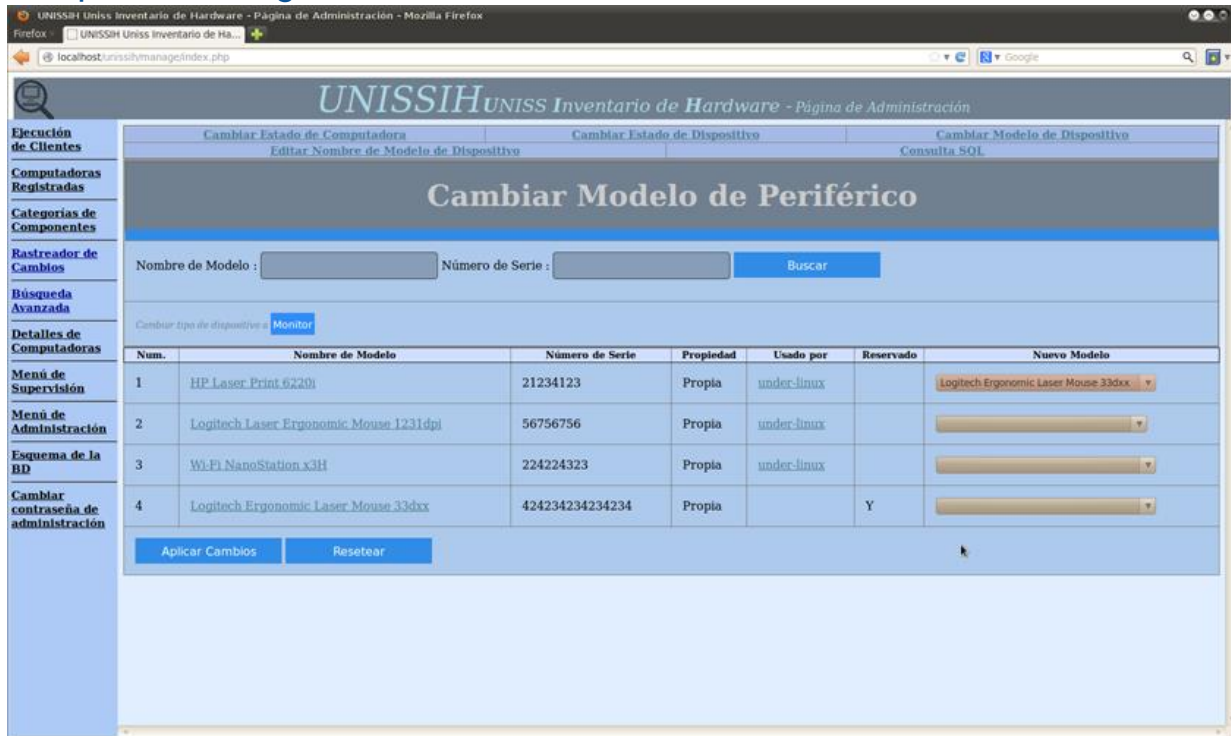 UNISSIH Uniss Inventario de Hardware - Página de Administración - Mozilla Firefox
Firefox
UNISSIH Uniss Inventario de Ha...
localhost/unissih/manage/index.php
Google
UNISSIH UNISS Inventario de Hardware - Página de Administración
Ejecución
de Clientes
Computadoras
Registradas
Categorías de
Componentes
Rastreador de
Cambios
Búsqueda
Avanzada
Detalles de
Computadoras
Menú de
Supervisión
Menú de
Administración
Esquema de la
BD
Cambiar
contraseña de
administración
Cambiar Estado de Computadora Cambiar Estado de Dispositivo Cambiar Modelo de Dispositivo
Editar Nombre de Modelo de Dispositivo Consulta SQL
Cambiar Modelo de Periférico
Nombre de Modelo : Número de Serie : Buscar
Cambiar tipo de dispositivo a Monitor
Num. Nombre de Modelo Número de Serie Propiedad Usado por Reservado Nuevo Modelo
1 HP Laser Print 6220i 21234123 Propia under-linux Logitech Ergonomic Laser Mouse 33dxx
2 Logitech Laser Ergonomic Mouse 1231dpi 56756756 Propia under-linux
3 Wi-Fi NanoStation x3H 224224323 Propia under-linux
4 Logitech Ergonomic Laser Mouse 33dxx 424234234234234 Propia Y
Aplicar Cambios Resetear